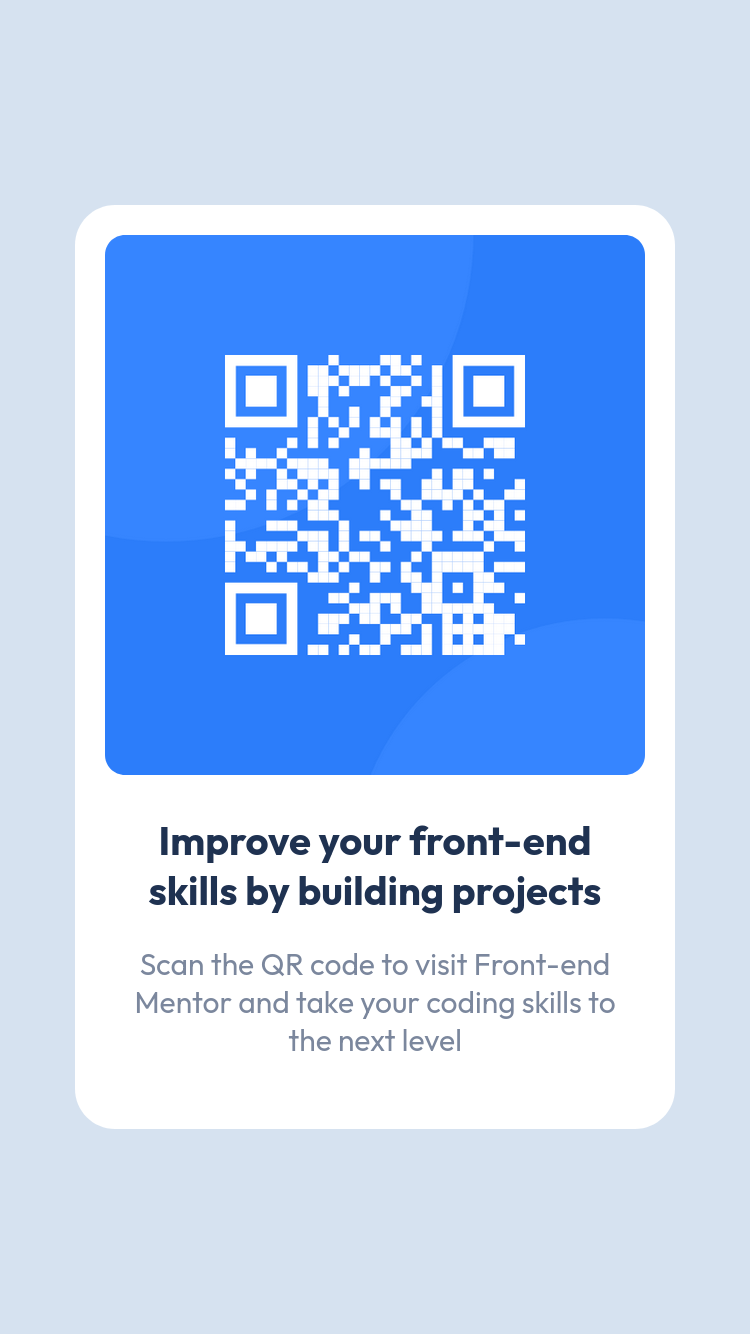 Improve your front-end
skills by building projects
Scan the QR code to visit Front-end
Mentor and take your coding skills to
the next level